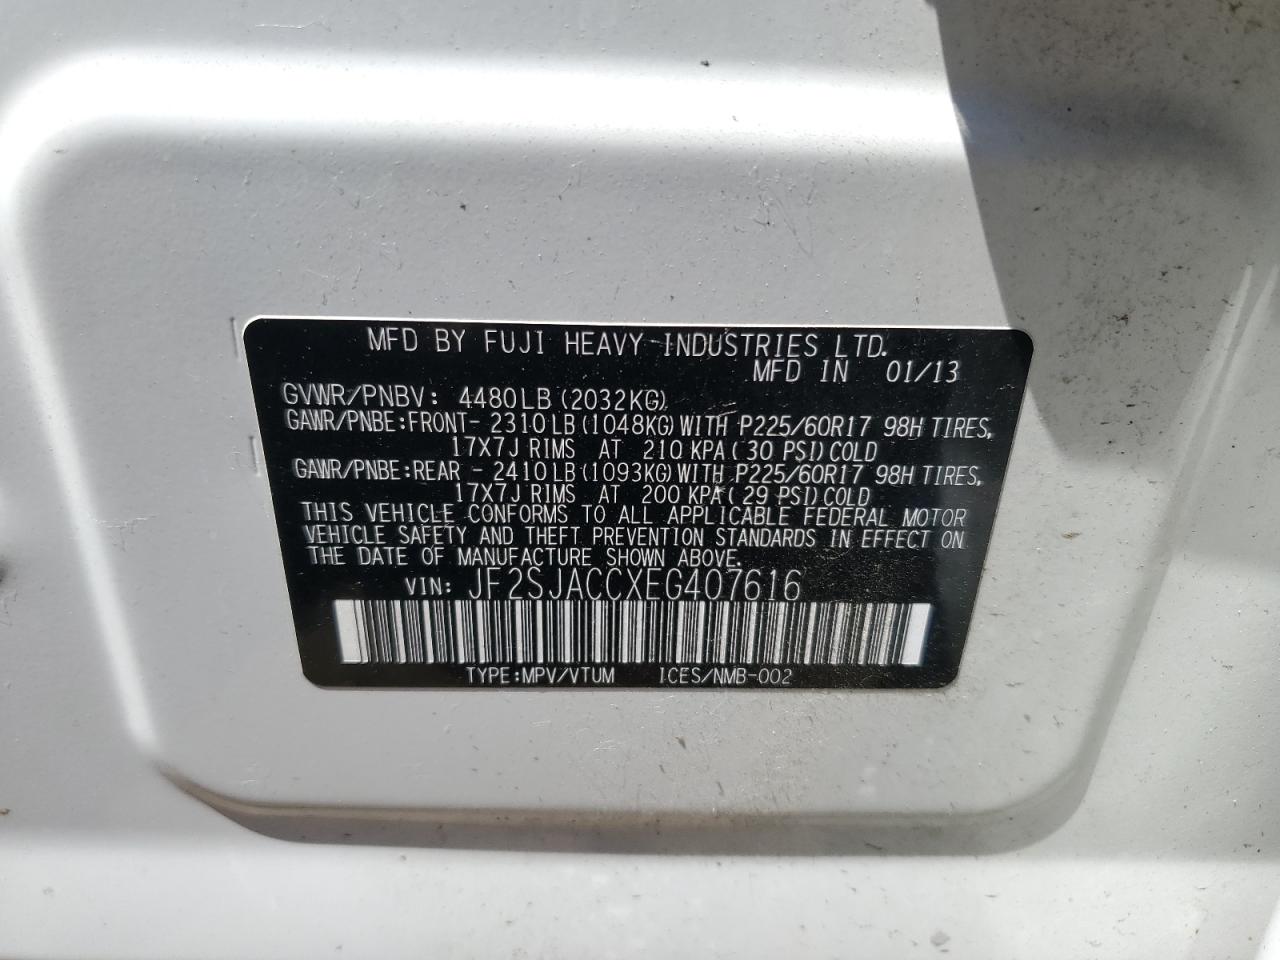 MFD BY FUJI HEAVY INDUSTRIES LTD.
MFD IN 01/13
GVWR/PNBV: 4480LB (2032KG)
GAWR/PNBE:FRONT- 2310LB (1048KG) WITH P225/60R17 98H TIRES,
17X7J RIMS AT 210 KPA( 30 PSI) COLD
GAWR/PNBE:REAR - 2410LB (1093KG) WITH P225/60R17 98H TIRES,
17X7J RIMS AT 200 KPA( 29 PSI) COLD
THIS VEHICLE CONFORMS TO ALL APPLICABLE FEDERAL MOTOR
VEHICLE SAFETY AND THEFT PREVENTION STANDARDS IN EFFECT ON
THE DATE OF MANUFACTURE SHOWN ABOVE.
VIN: JF2SJACCXEG407616
TYPE:MPV/VTUM ICES/NMB-002